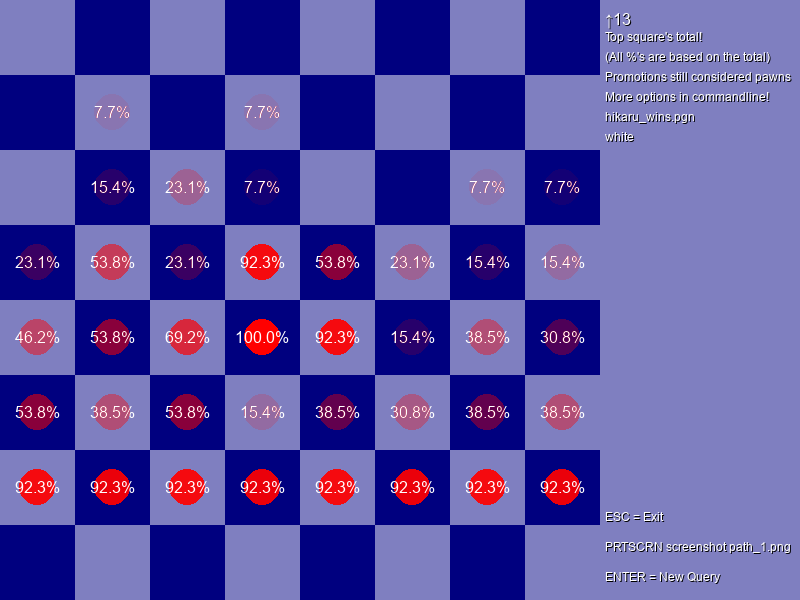 ↑13
Top square's total!
(All %'s are based on the total)
Promotions still considered pawns
More options in commandline!
hikaru_wins.pgn
white
7.7% 7.7%
15.4% 23.1% 7.7% 7.7% 7.7%
23.1% 53.8% 23.1% 92.3% 53.8% 23.1% 15.4% 15.4%
46.2% 53.8% 69.2% 100.0% 92.3% 15.4% 38.5% 30.8%
53.8% 38.5% 53.8% 15.4% 38.5% 30.8% 38.5% 38.5%
92.3% 92.3% 92.3% 92.3% 92.3% 92.3% 92.3% 92.3%
ESC = Exit
PRTSCRN screenshot path_1.png
ENTER = New Query